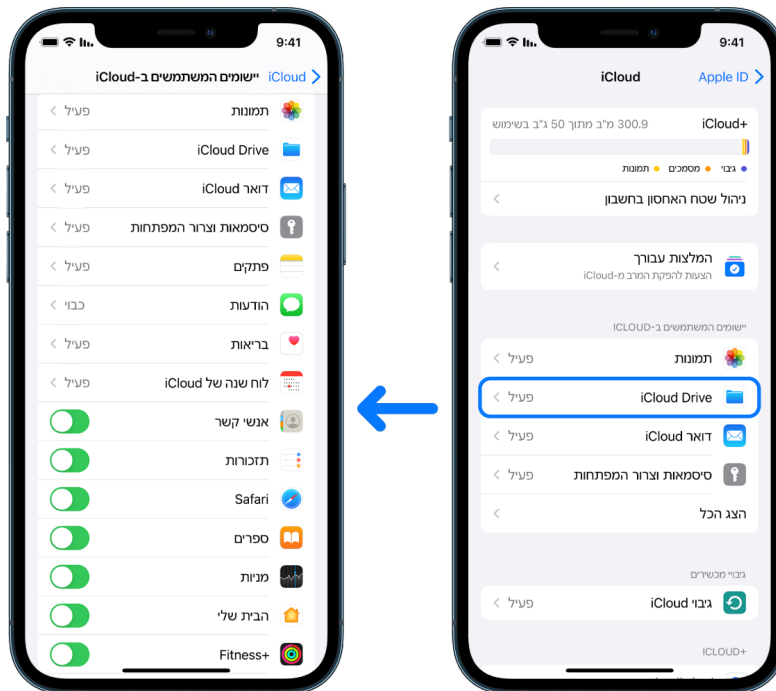 9:41
Apple ID
iCloud
iCloud+
300.9 מ"ב מתוך 50 ג"ב בשימוש
גיבוי
מסמכים
תמונות
ניהול שטח האחסון בחשבון
המלצות עבורך
הצעות להפקת המרב מ-iCloud
יישומים המשתמשים ב-ICLOUD
תמונות פעיל
iCloud Drive פעיל
דואר iCloud פעיל
סיסמאות וצרור המפתחות פעיל
הצג הכל
גיבויי מכשירים
גיבוי iCloud פעיל
ICLOUD+
9:41
iCloud
יישומים המשתמשים ב-iCloud
תמונות פעיל
iCloud Drive פעיל
דואר iCloud פעיל
סיסמאות וצרור המפתחות פעיל
פתקים פעיל
הודעות כבוי
בריאות פעיל
לוח שנה של iCloud פעיל
אנשי קשר
תזכורות
Safari
ספרים
מניות
הבית שלי
Fitness+